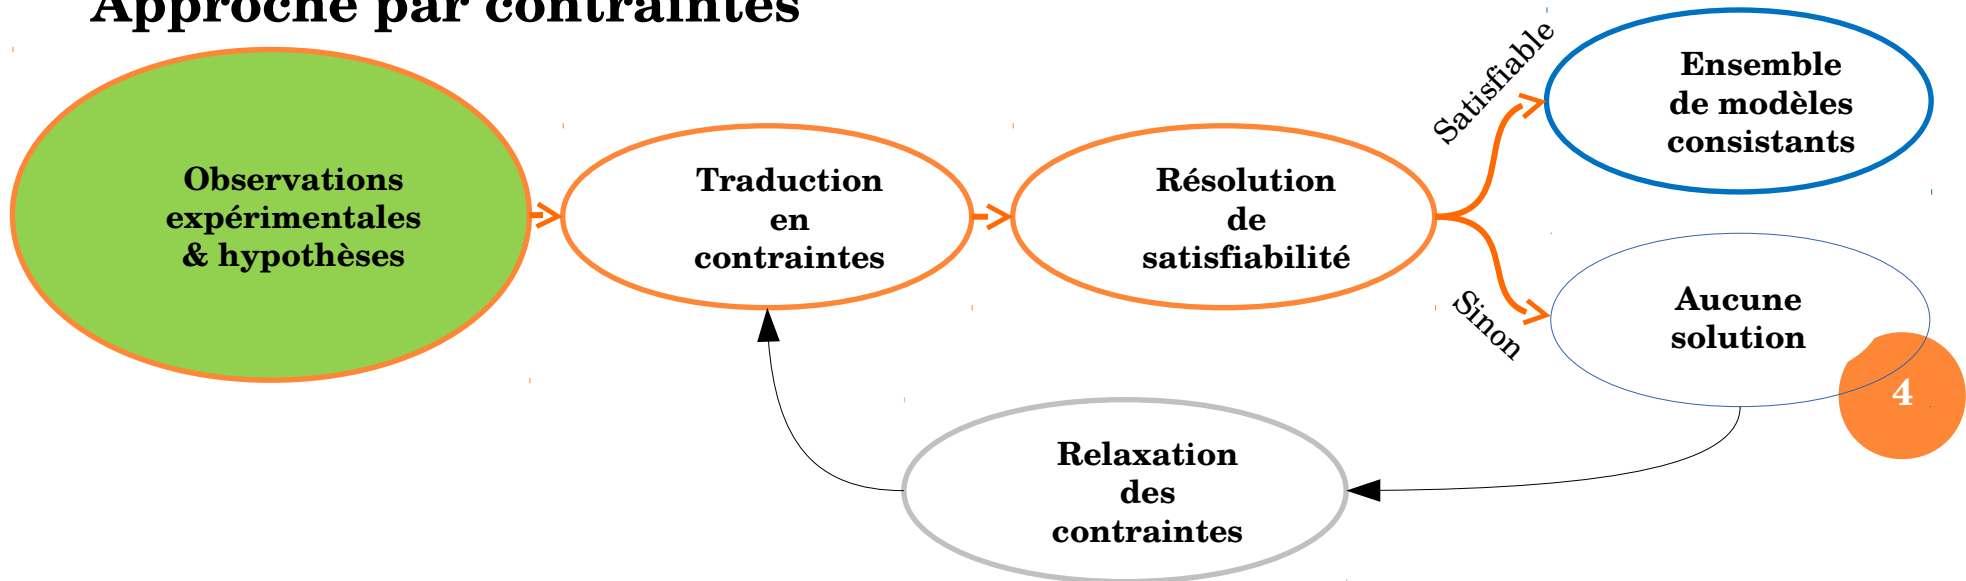 Approche par contraintes
Observations
expérimentales
& hypothèses
Traduction
en
contraintes
Résolution
de
satisfiabilité
Satisfiable
Ensemble
de modèles
consistants
Sinon
Aucune
solution
4
Relaxation
des
contraintes